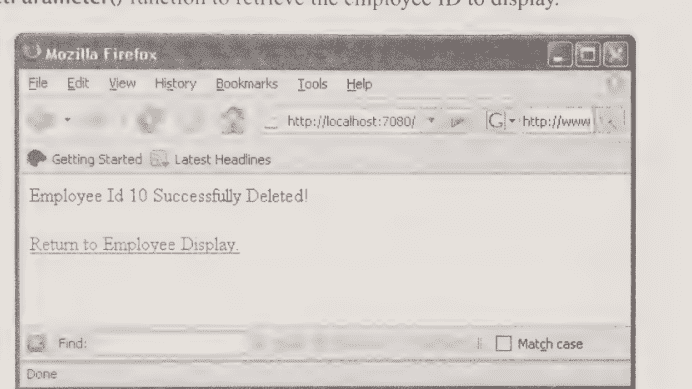 Parameter() function to retrieve the employee ID to display.
Mozilla Firefox
File Edit View History Bookmarks Tools Help
http://localhost:7080/ G http://www
Getting Started Latest Headlines
Employee Id 10 Successfully Deleted!
Return to Employee Display.
Find: Match case
Done